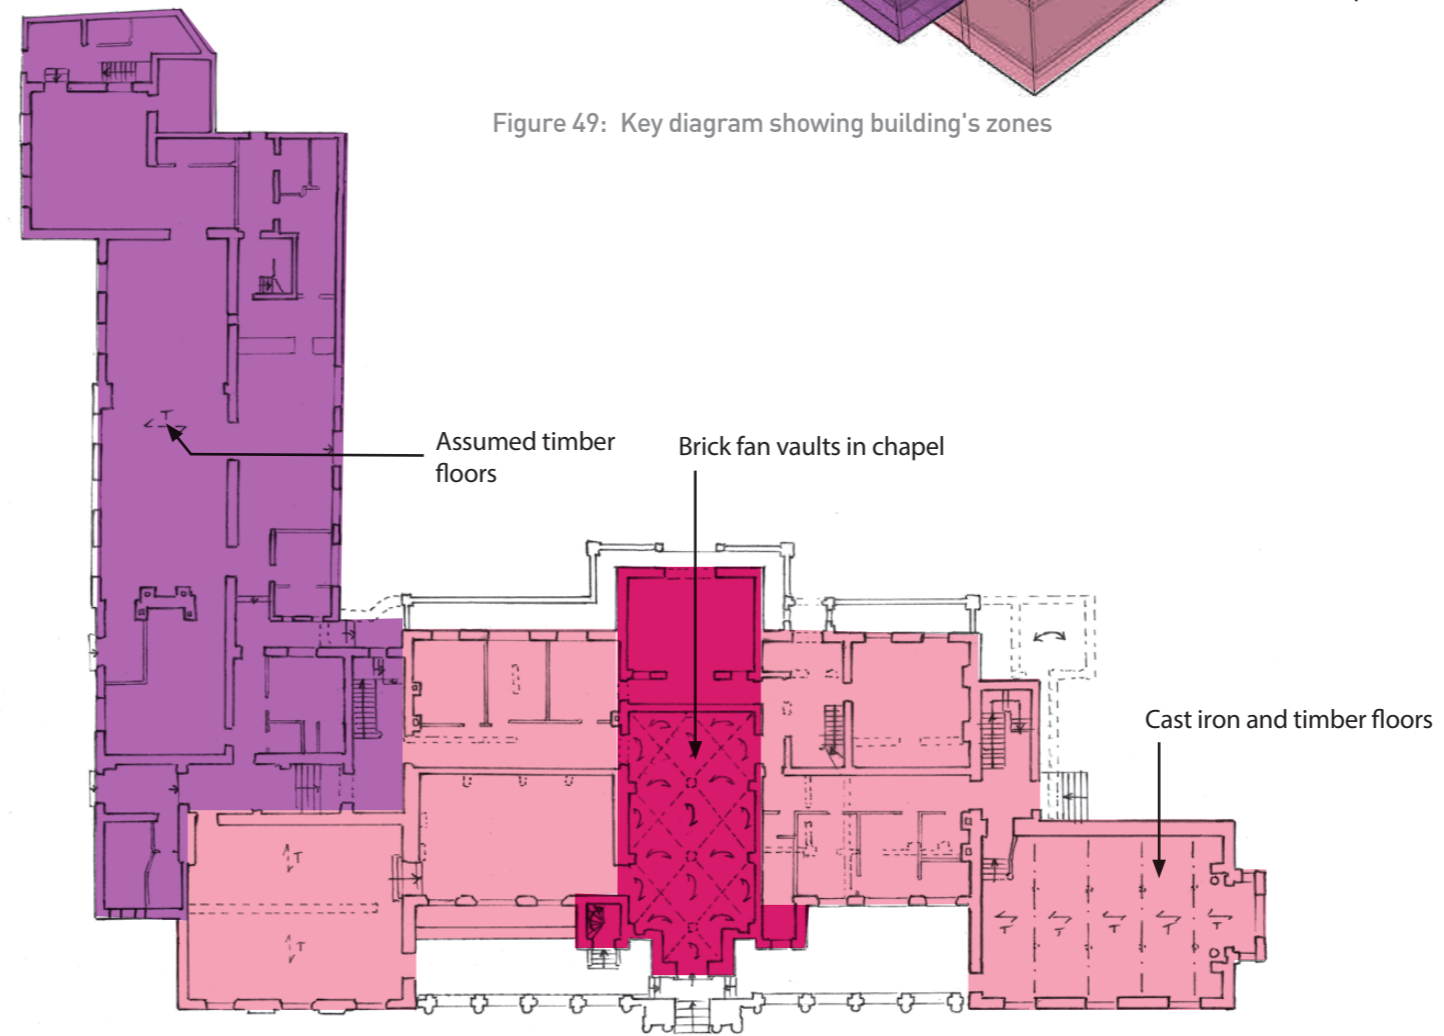 Figure 49: Key diagram showing building's zones
Assumed timber
floors
Brick fan vaults in chapel
Cast iron and timber floors
T
T
T
T
T
T
T
T